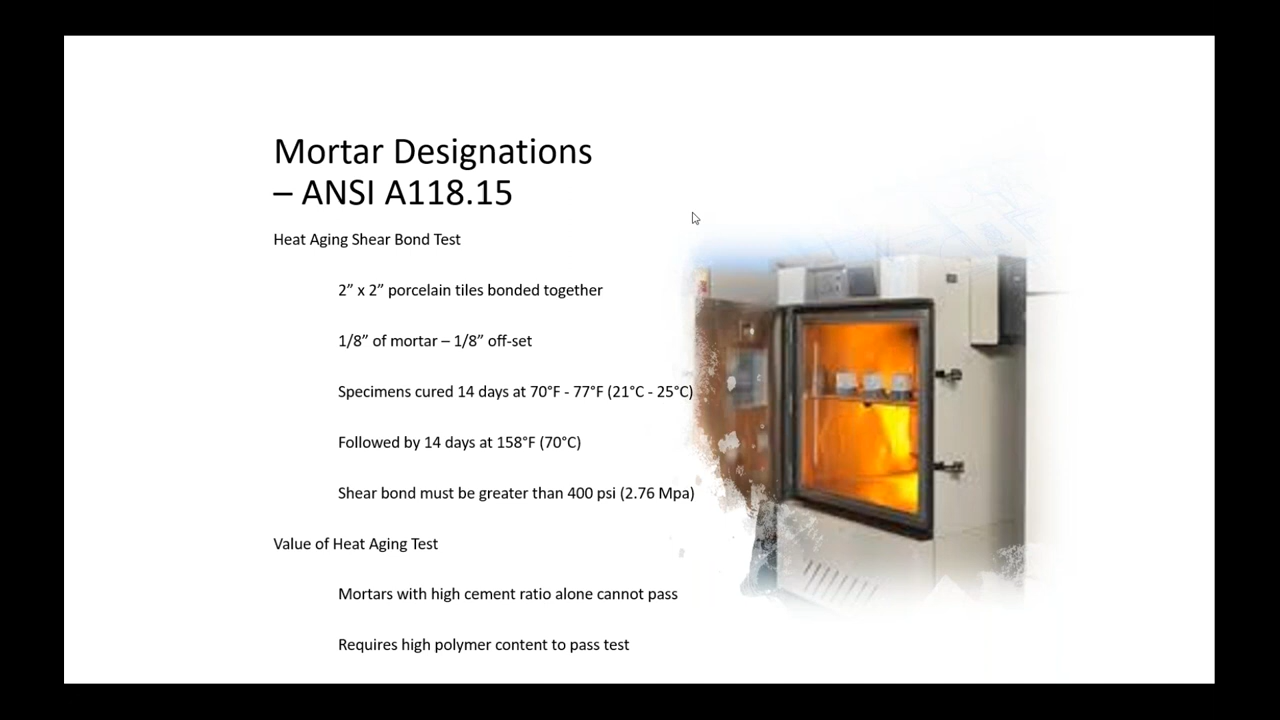 Mortar Designations
– ANSI A118.15
Heat Aging Shear Bond Test
2” x 2” porcelain tiles bonded together
1/8” of mortar – 1/8” off-set
Specimens cured 14 days at 70°F - 77°F (21°C - 25°C)
Followed by 14 days at 158°F (70°C)
Shear bond must be greater than 400 psi (2.76 Mpa)
Value of Heat Aging Test
Mortars with high cement ratio alone cannot pass
Requires high polymer content to pass test